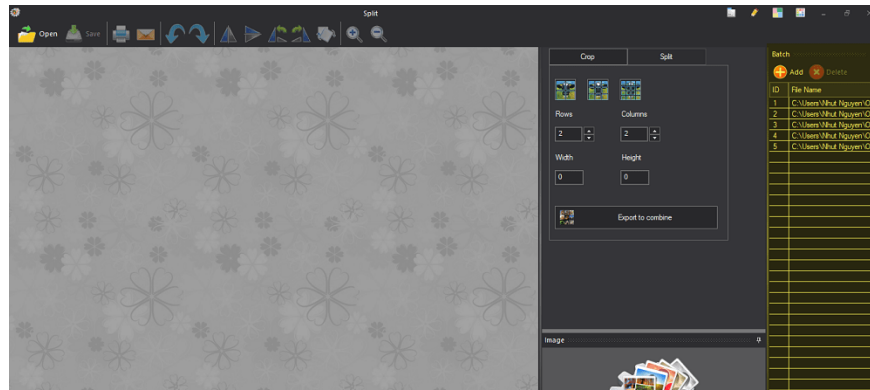 Split
Open Save
Crop Split
Rows Columns
2 2
Width Height
0 0
Export to combine
Image
Batch
Add Delete
ID File Name
1 C:\Users\Nhut Nguyen\O
2 C:\Users\Nhut Nguyen\O
3 C:\Users\Nhut Nguyen\O
4 C:\Users\Nhut Nguyen\O
5 C:\Users\Nhut Nguyen\O